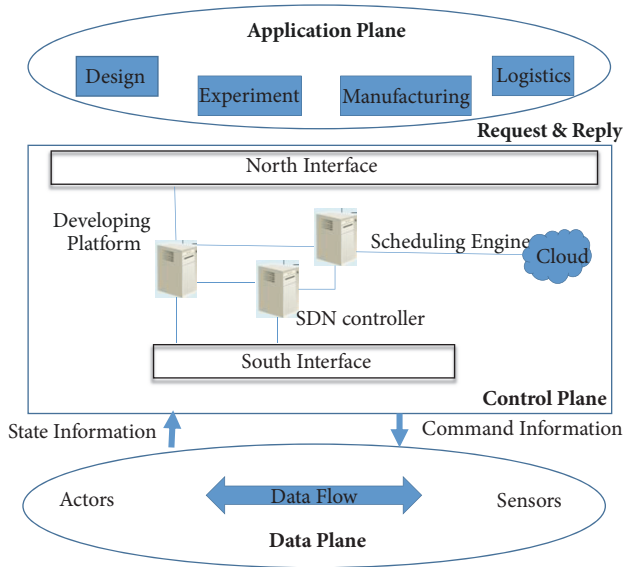 Application Plane
Design
Experiment
Manufacturing
Logistics
Request & Reply
North Interface
Developing
Platform
Scheduling Engine
Cloud
SDN controller
South Interface
Control Plane
State Information
Command Information
Actors
Data Flow
Sensors
Data Plane